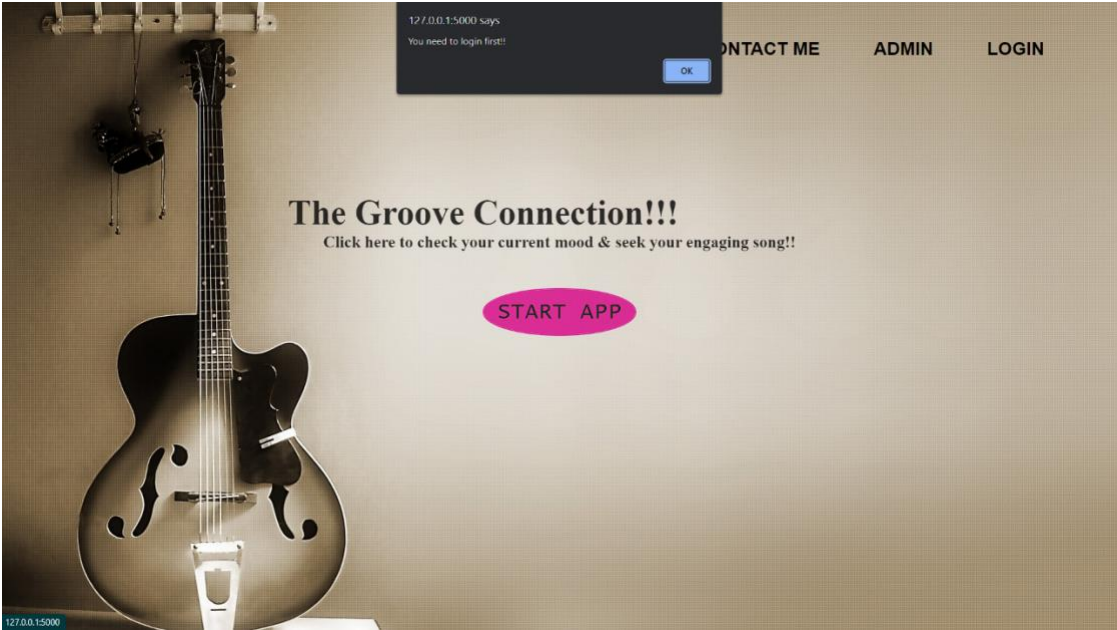 127.0.0.1:5000 says
You need to login first!!
OK
ONTACT ME ADMIN LOGIN
The Groove Connection!!!
Click here to check your current mood & seek your engaging song!!
START APP
127.0.0.1:5000